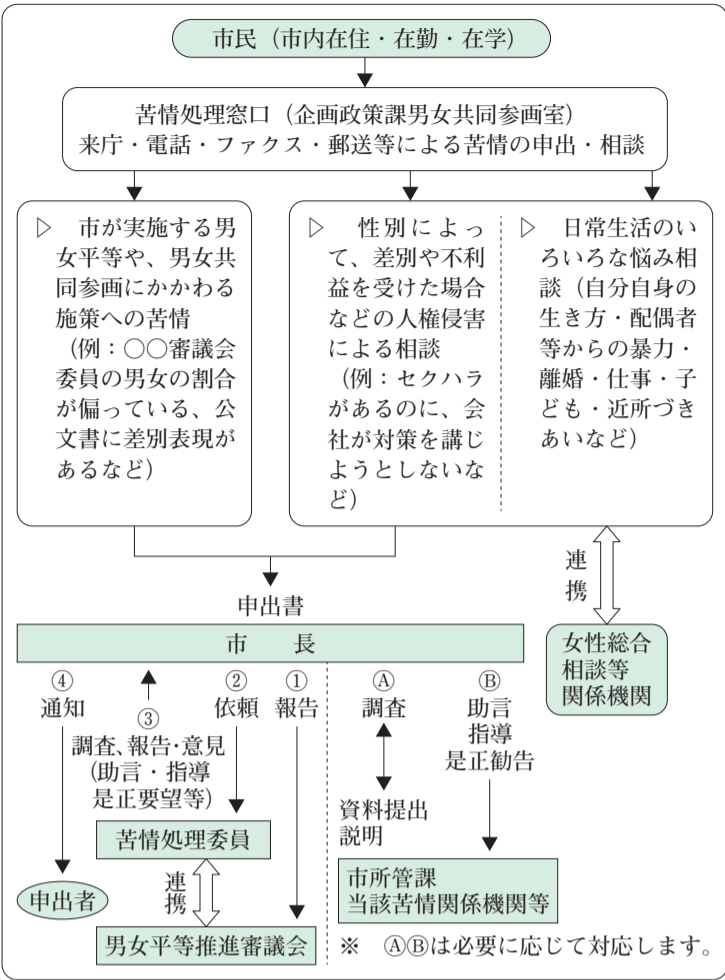 市民（市内在住・在勤・在学）
苦情処理窓口（企画政策課男女共同参画室）
来庁・電話・ファクス・郵送等による苦情の申出・相談
▷　市が実施する男
女平等や、男女共
同参画にかかわる
施策への苦情
（例：○○審議会
委員の男女の割合
が偏っている、公
文書に差別表現が
あるなど）
▷　性別によっ
て、差別や不利
益を受けた場合
などの人権侵害
による相談
（例：セクハラ
があるのに、会
社が対策を講じ
ようとしないな
ど）
▷　日常生活のい
ろいろな悩み相
談（自分自身の
生き方・配偶者
等からの暴力・
離婚・仕事・子
ども・近所づき
あいなど）
連携
女性総合
相談等
関係機関
申出書
市　長
④
通知
③
調査、報告・意見
（助言・指導
是正要望等）
②
依頼
①
報告
Ⓐ
調査
Ⓑ
助言
指導
是正勧告
資料提出
説明
苦情処理委員
連携
申出者
男女平等推進審議会
市所管課
当該苦情関係機関等
※　ⒶⒷは必要に応じて対応します。